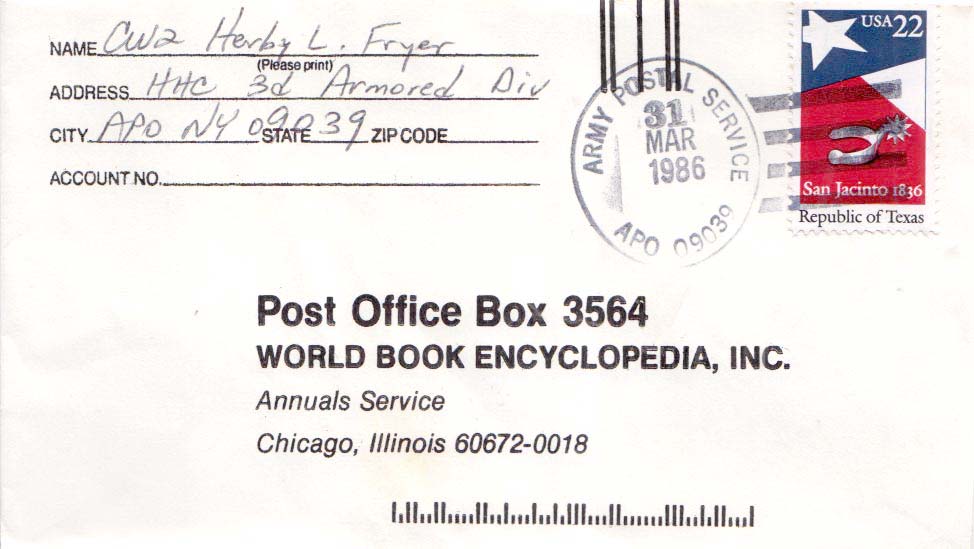 NAME CW2 Herby L. Fryer
(Please print)
ADDRESS HHC 3d Armored Div
CITY APO NY 09039 STATE ZIP CODE
ACCOUNT NO.
ARMY POSTAL SERVICE
31
MAR
1986
APO 09039
USA 22
San Jacinto 1836
Republic of Texas
Post Office Box 3564
WORLD BOOK ENCYCLOPEDIA, INC.
Annuals Service
Chicago, Illinois 60672-0018